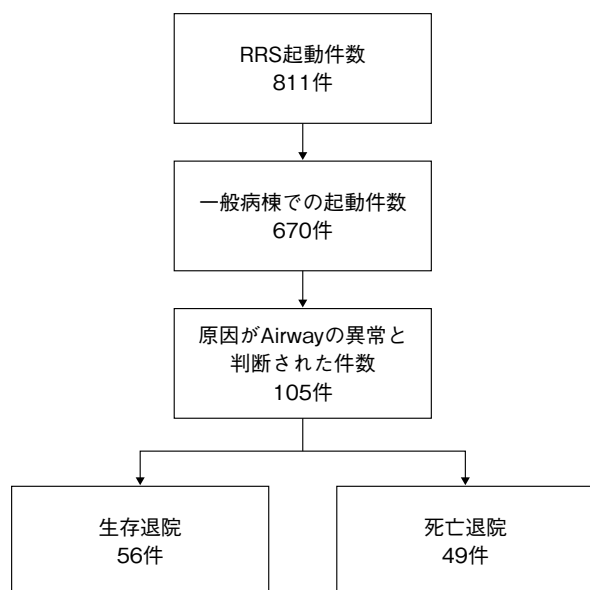 RRS起動件数
811件
一般病棟での起動件数
670件
原因がAirwayの異常と
判断された件数
105件
生存退院
56件
死亡退院
49件